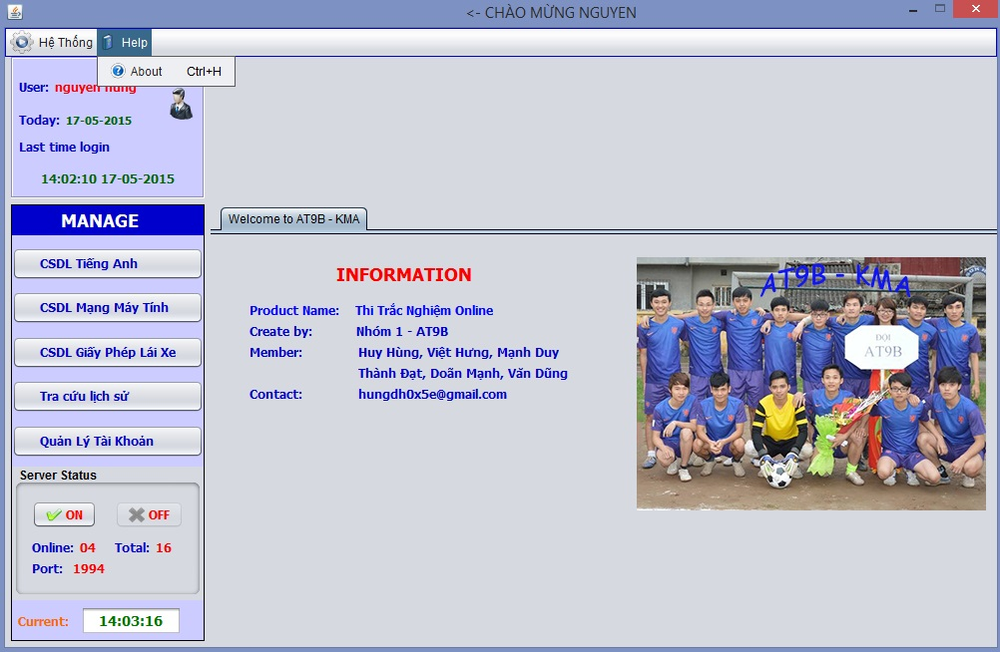 <- CHÀO MỪNG NGUYEN
Hệ Thống Help
About Ctrl+H
User: nguyen hung
Today: 17-05-2015
Last time login
14:02:10 17-05-2015
MANAGE
CSDL Tiếng Anh
CSDL Mạng Máy Tính
CSDL Giấy Phép Lái Xe
Tra cứu lịch sử
Quản Lý Tài Khoản
Server Status
ON OFF
Online: 04 Total: 16
Port: 1994
Current: 14:03:16
Welcome to AT9B - KMA
INFORMATION
Product Name: Thi Trắc Nghiệm Online
Create by: Nhóm 1 - AT9B
Member: Huy Hùng, Việt Hưng, Mạnh Duy
Thành Đạt, Doãn Mạnh, Văn Dũng
Contact: hungdh0x5e@gmail.com
AT9B - KMA
ĐỘI
AT9B